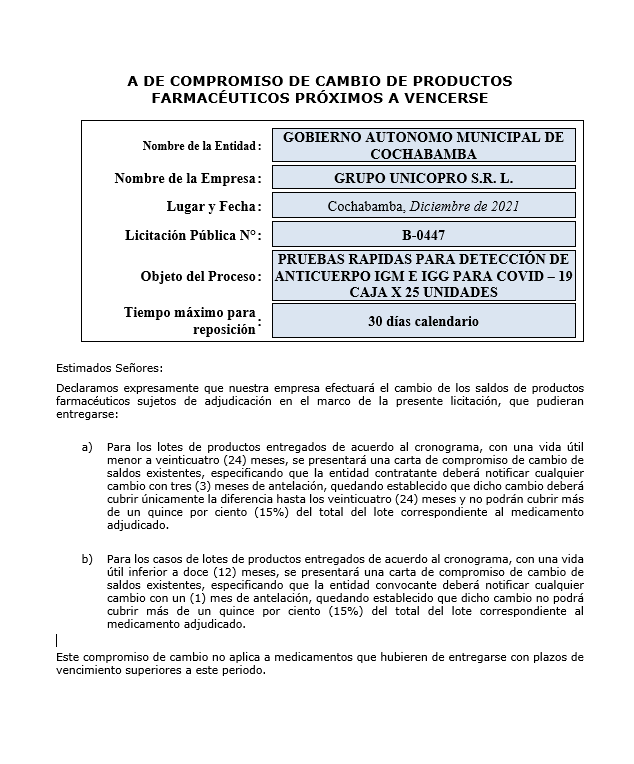 A DE COMPROMISO DE CAMBIO DE PRODUCTOS
FARMACÉUTICOS PRÓXIMOS A VENCERSE
Nombre de la Entidad : GOBIERNO AUTONOMO MUNICIPAL DE
COCHABAMBA
Nombre de la Empresa : GRUPO UNICOPRO S.R. L.
Lugar y Fecha : Cochabamba, Diciembre de 2021
Licitación Pública N°: B-0447
Objeto del Proceso : PRUEBAS RAPIDAS PARA DETECCIÓN DE
ANTICUERPO IGM E IGG PARA COVID – 19
CAJA X 25 UNIDADES
Tiempo máximo para
reposición : 30 días calendario
Estimados Señores:
Declaramos expresamente que nuestra empresa efectuará el cambio de los saldos de productos
farmacéuticos sujetos de adjudicación en el marco de la presente licitación, que pudieran
entregarse:
a) Para los lotes de productos entregados de acuerdo al cronograma, con una vida útil
menor a veinticuatro (24) meses, se presentará una carta de compromiso de cambio de
saldos existentes, especificando que la entidad contratante deberá notificar cualquier
cambio con tres (3) meses de antelación, quedando establecido que dicho cambio deberá
cubrir únicamente la diferencia hasta los veinticuatro (24) meses y no podrán cubrir más
de un quince por ciento (15%) del total del lote correspondiente al medicamento
adjudicado.
b) Para los casos de lotes de productos entregados de acuerdo al cronograma, con una vida
útil inferior a doce (12) meses, se presentará una carta de compromiso de cambio de
saldos existentes, especificando que la entidad convocante deberá notificar cualquier
cambio con un (1) mes de antelación, quedando establecido que dicho cambio no podrá
cubrir más de un quince por ciento (15%) del total del lote correspondiente al
medicamento adjudicado.
Este compromiso de cambio no aplica a medicamentos que hubieren de entregarse con plazos de
vencimiento superiores a este periodo.